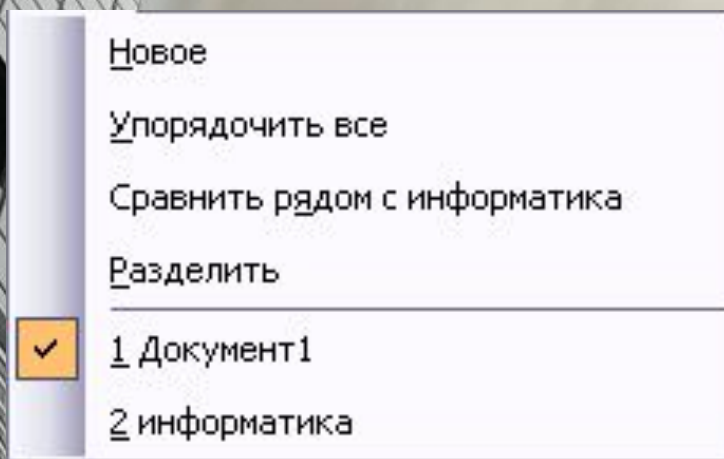 Новое
Упорядочить все
Сравнить рядом с информатика
Разделить
1 Документ1
2 информатика